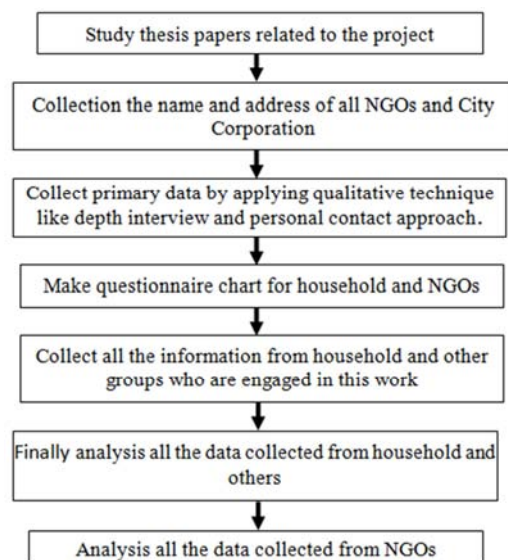 Study thesis papers related to the project
Collection the name and address of all NGOs and City
Corporation
Collect primary data by applying qualitative technique
like depth interview and personal contact approach.
Make questionnaire chart for household and NGOs
Collect all the information from household and other
groups who are engaged in this work
Finally analysis all the data collected from household and
others
Analysis all the data collected from NGOs